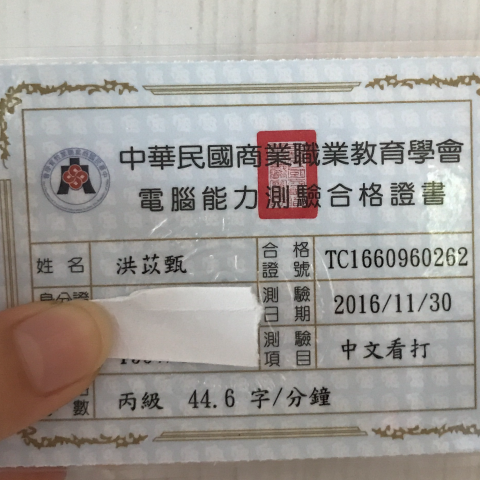 中華民國商業職業教育學會
電腦能力測驗合格證書
姓名 洪苡甄 合格證號 TC1660960262
測驗日期 2016/11/30
測驗項目 中文看打
數 丙級 44.6 字/分鐘